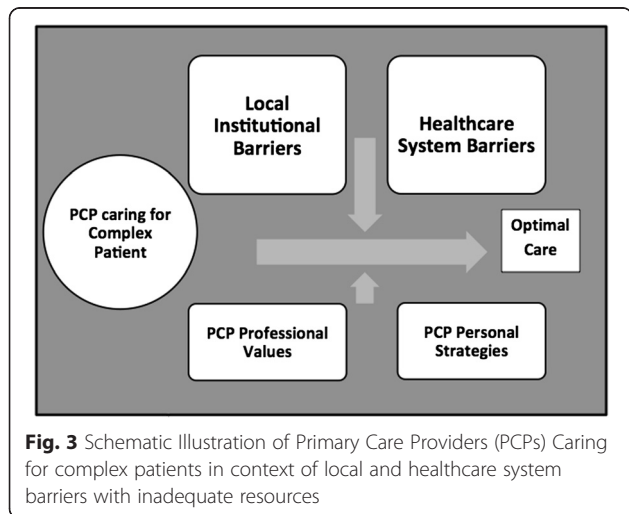 Local
Institutional
Barriers
Healthcare
System Barriers
PCP caring for
Complex
Patient
Optimal
Care
PCP Professional
Values
PCP Personal
Strategies
Fig. 3 Schematic Illustration of Primary Care Providers (PCPs) Caring
for complex patients in context of local and healthcare system
barriers with inadequate resources